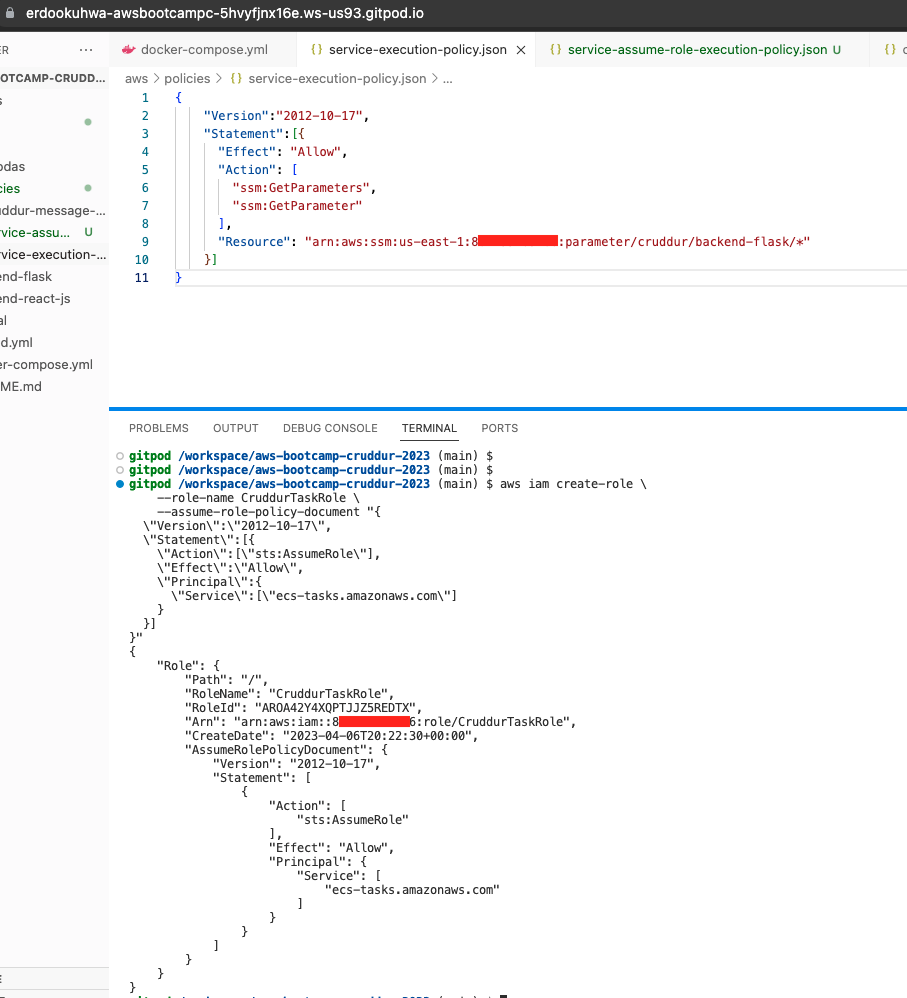 erdookuhwa-awsbootcampc-5hvyfjnx16e.ws-us93.gitpod.io
ER ...
docker-compose.yml {} service-execution-policy.json × {} service-assume-role-execution-policy.json U {} c
OTCAMP-CRUDD...
aws > policies > {} service-execution-policy.json > ...
s
odas
cies
uddur-message-...
rvice-assu... U
rvice-execution-...
end-flask
end-react-js
al
d.yml
er-compose.yml
ME.md
1 {
2 "Version":"2012-10-17",
3 "Statement":[{
4 "Effect": "Allow",
5 "Action": [
6 "ssm:GetParameters",
7 "ssm:GetParameter"
8 ],
9 "Resource": "arn:aws:ssm:us-east-1:8 :parameter/cruddur/backend-flask/*"
10 }]
11 }
PROBLEMS OUTPUT DEBUG CONSOLE TERMINAL PORTS
gitpod /workspace/aws-bootcamp-cruddur-2023 (main) $
gitpod /workspace/aws-bootcamp-cruddur-2023 (main) $
gitpod /workspace/aws-bootcamp-cruddur-2023 (main) $ aws iam create-role \
--role-name CruddurTaskRole \
--assume-role-policy-document "{
\"Version\":\"2012-10-17\",
\"Statement\":[{
\"Action\":[\"sts:AssumeRole\"],
\"Effect\":\"Allow\",
\"Principal\":{
\"Service\":[\"ecs-tasks.amazonaws.com\"]
}
}]
}"
{
"Role": {
"Path": "/",
"RoleName": "CruddurTaskRole",
"RoleId": "AROA42Y4XQPTJJZ5REDTX",
"Arn": "arn:aws:iam::8 6:role/CruddurTaskRole",
"CreateDate": "2023-04-06T20:22:30+00:00",
"AssumeRolePolicyDocument": {
"Version": "2012-10-17",
"Statement": [
{
"Action": [
"sts:AssumeRole"
],
"Effect": "Allow",
"Principal": {
"Service": [
"ecs-tasks.amazonaws.com"
]
}
}
]
}
}
}